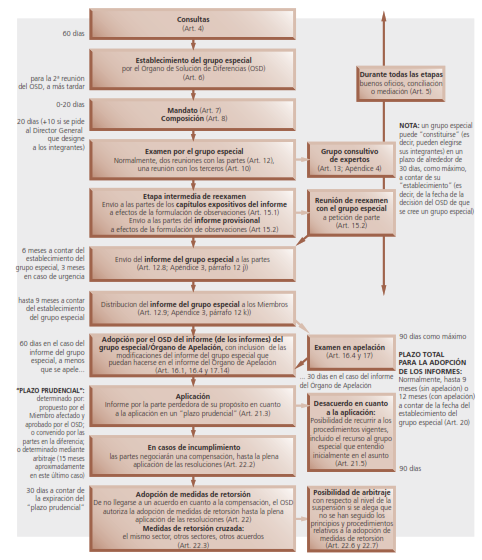 Consultas
(Art. 4)
60 días
Establecimiento del grupo especial
por el Órgano de Solución de Diferencias (OSD)
(Art. 6)
para la 2ª reunión
del OSD, a más tardar
Durante todas las etapas
buenos oficios, conciliación
o mediación (Art. 5)
0-20 días
Mandato (Art. 7)
Composición (Art. 8)
20 días (+10 si se pide
al Director General
que designe
a los integrantes)
NOTA: un grupo especial
puede "constituirse" (es
decir, pueden elegirse
sus integrantes) en un
plazo de alrededor de
30 días, como máximo,
a contar de su
"establecimiento" (es
decir, de la fecha de la
decisión del OSD de que
se cree un grupo especial)
Examen por el grupo especial
Normalmente, dos reuniones con las partes (Art. 12),
una reunión con los terceros (Art. 10)
Grupo consultivo
de expertos
(Art. 13; Apéndice 4)
Etapa intermedia de reexamen
Envío a las partes de los capítulos expositivos del informe
a efectos de la formulación de observaciones (Art. 15.1)
Envío a las partes del informe provisional
a efectos de la formulación de observaciones (Art 15.2)
Reunión de reexamen
con el grupo especial
a petición de parte
(Art. 15.2)
6 meses a contar del
establecimiento del
grupo especial, 3 meses
en caso de urgencia
Envío del informe del grupo especial a las partes
(Art. 12.8; Apéndice 3, párrafo 12 j))
hasta 9 meses a contar
del establecimiento
del grupo especial
Distribución del informe del grupo especial a los Miembros
(Art. 12.9; Apéndice 3, párrafo 12 k))
60 días en el caso del
informe del grupo
especial, a menos
que se apele...
Adopción por el OSD del informe (de los informes) del
grupo especial/Órgano de Apelación, con inclusión de las
modificaciones del informe del grupo especial que
puedan hacerse en el informe del Órgano de Apelación
(Art. 16.1, 16.4 y 17.14)
Examen en apelación
(Art. 16.4 y 17)
90 días como máximo
... 30 días en el caso del informe
del Órgano de Apelación
PLAZO TOTAL
PARA LA ADOPCIÓN
DE LOS INFORMES:
Normalmente, hasta 9
meses (sin apelación) o
12 meses (con apelación)
a contar de la fecha del
establecimiento del
grupo especial (Art. 20)
"PLAZO PRUDENCIAL":
determinado por:
propuesto por el
Miembro afectado y
aprobado por el OSD;
o convenido por las
partes en la diferencia;
o determinado mediante
arbitraje (15 meses
aproximadamente
en este último caso)
Aplicación
Informe por la parte perdedora de su propósito en cuanto
a la aplicación en un "plazo prudencial" (Art. 21.3)
Desacuerdo en cuanto
a la aplicación:
Posibilidad de recurrir a los
procedimientos vigentes,
incluido el recurso al grupo
especial que entendió
inicialmente en el asunto
(Art. 21.5)
90 días
En casos de incumplimiento
las partes negociarán una compensación, hasta la plena
aplicación de las resoluciones (Art. 22.2)
30 días a contar de
la expiración del
"plazo prudencial"
Adopción de medidas de retorsión
De no llegarse a un acuerdo en cuanto a la compensación, el OSD
autoriza la adopción de medidas de retorsión hasta la plena
aplicación de las resoluciones (Art. 22)
Medidas de retorsión cruzada:
el mismo sector, otros sectores, otros acuerdos
(Art. 22.3)
Posibilidad de arbitraje
con respecto al nivel de la
suspensión si se alega que
no se han seguido los
principios y procedimientos
relativos a la adopción de
medidas de retorsión
(Art. 22.6 y 22.7)